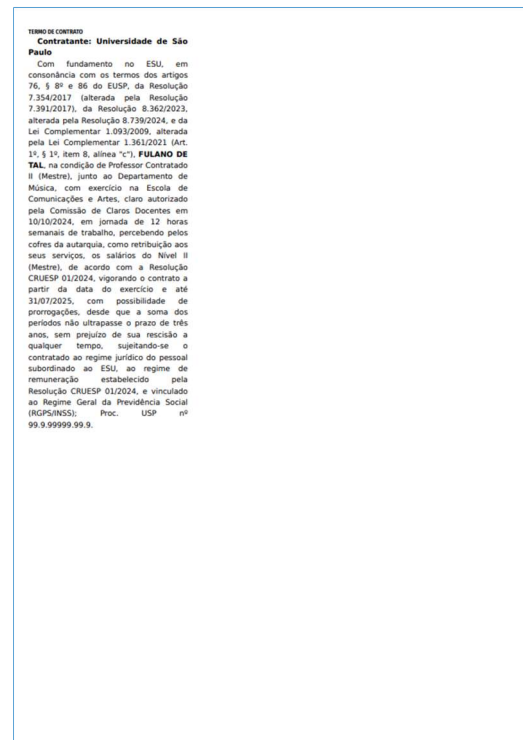 TERMO DE CONTRATO
Contratante: Universidade de São
Paulo
Com fundamento no ESU, em
consonância com os termos dos artigos
76, § 8º e 86 do EUSP, da Resolução
7.354/2017 (alterada pela Resolução
7.391/2017), da Resolução 8.362/2023,
alterada pela Resolução 8.739/2024, e da
Lei Complementar 1.093/2009, alterada
pela Lei Complementar 1.361/2021 (Art.
1º, § 1º, item 8, alínea "c"), FULANO DE
TAL, na condição de Professor Contratado
II (Mestre), junto ao Departamento de
Música, com exercício na Escola de
Comunicações e Artes, claro autorizado
pela Comissão de Claros Docentes em
10/10/2024, em jornada de 12 horas
semanais de trabalho, percebendo pelos
cofres da autarquia, como retribuição aos
seus serviços, os salários do Nível II
(Mestre), de acordo com a Resolução
CRUESP 01/2024, vigorando o contrato a
partir da data do exercício e até
31/07/2025, com possibilidade de
prorrogações, desde que a soma dos
períodos não ultrapasse o prazo de três
anos, sem prejuízo de sua rescisão a
qualquer tempo, sujeitando-se o
contratado ao regime jurídico do pessoal
subordinado ao ESU, ao regime de
remuneração estabelecido pela
Resolução CRUESP 01/2024, e vinculado
ao Regime Geral da Previdência Social
(RGPS/INSS); Proc. USP nº
99.9.99999.99.9.